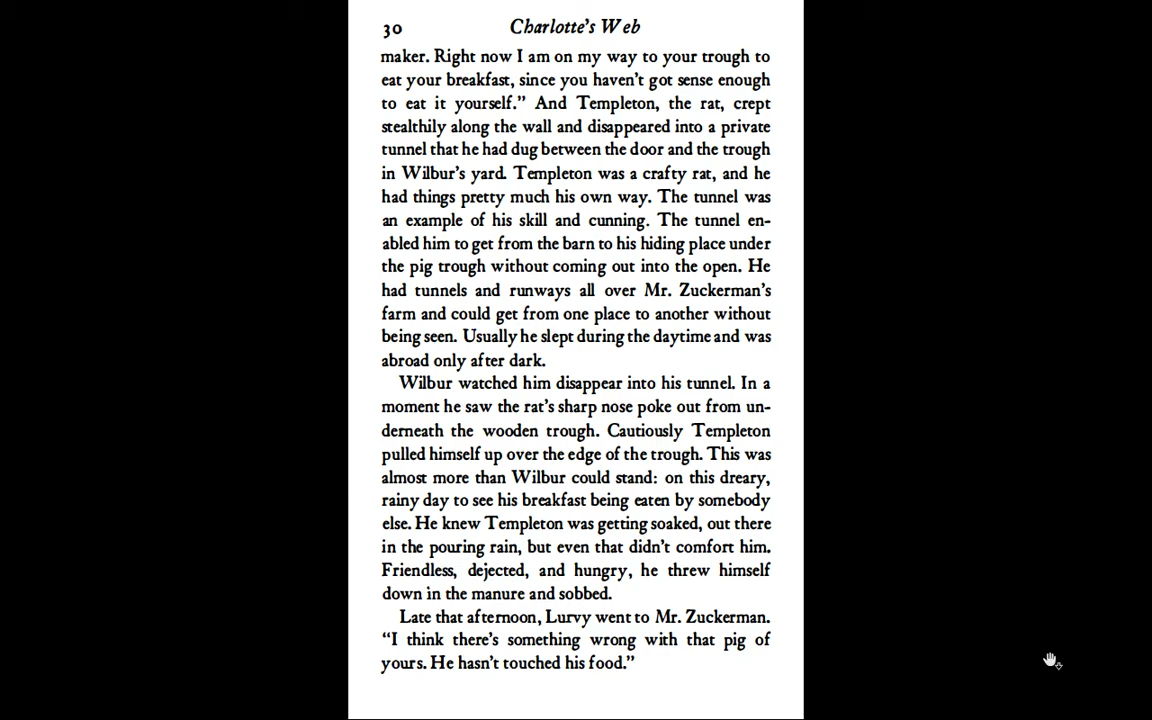 30 Charlotte's Web
maker. Right now I am on my way to your trough to
eat your breakfast, since you haven't got sense enough
to eat it yourself.” And Templeton, the rat, crept
stealthily along the wall and disappeared into a private
tunnel that he had dug between the door and the trough
in Wilbur's yard. Templeton was a crafty rat, and he
had things pretty much his own way. The tunnel was
an example of his skill and cunning. The tunnel en-
abled him to get from the barn to his hiding place under
the pig trough without coming out into the open. He
had tunnels and runways all over Mr. Zuckerman's
farm and could get from one place to another without
being seen. Usually he slept during the daytime and was
abroad only after dark.
Wilbur watched him disappear into his tunnel. In a
moment he saw the rat's sharp nose poke out from un-
derneath the wooden trough. Cautiously Templeton
pulled himself up over the edge of the trough. This was
almost more than Wilbur could stand: on this dreary,
rainy day to see his breakfast being eaten by somebody
else. He knew Templeton was getting soaked, out there
in the pouring rain, but even that didn't comfort him.
Friendless, dejected, and hungry, he threw himself
down in the manure and sobbed.
Late that afternoon, Lurvy went to Mr. Zuckerman.
“I think there's something wrong with that pig of
yours. He hasn't touched his food.”